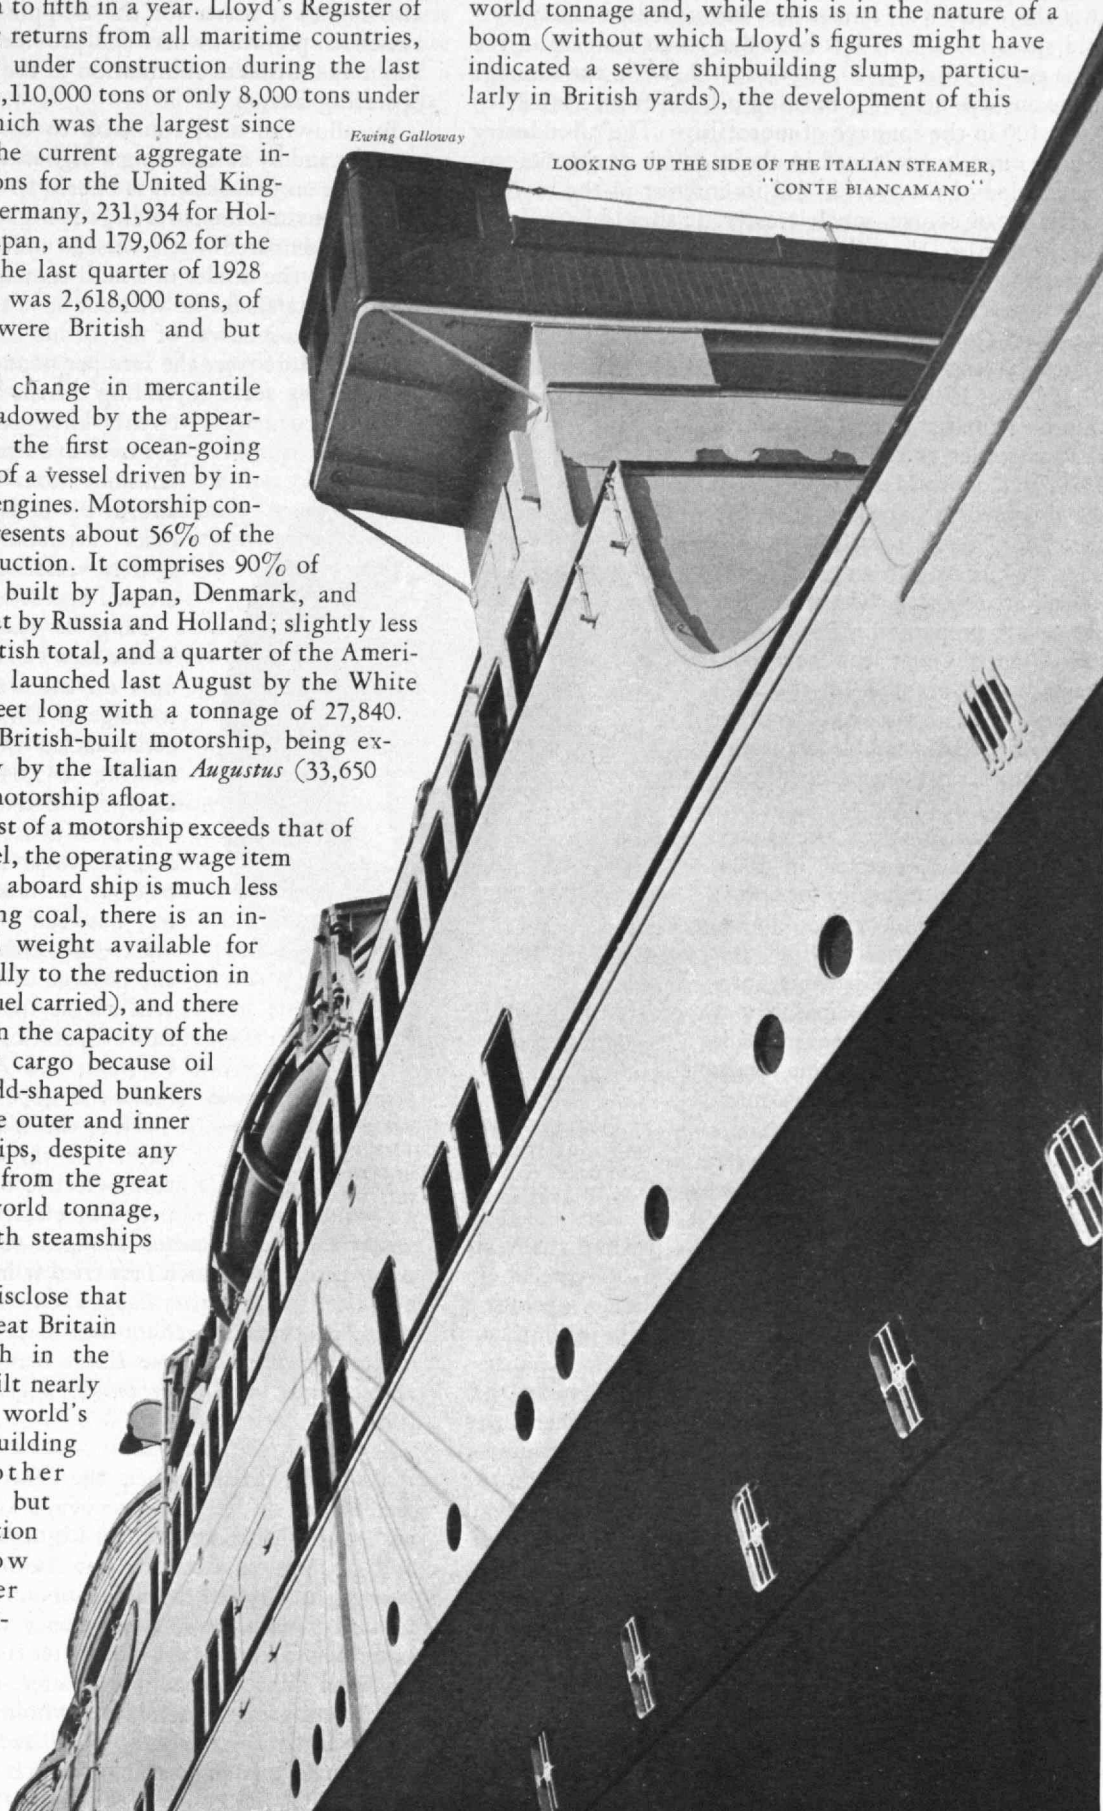 to fifth in a year. Lloyd's Register of
returns from all maritime countries,
under construction during the last
,110,000 tons or only 8,000 tons under
hich was the largest since
he current aggregate in-
ons for the United King-
ermany, 231,934 for Hol-
pan, and 179,062 for the
he last quarter of 1928
was 2,618,000 tons, of
were British and but
change in mercantile
adowed by the appear-
the first ocean-going
of a vessel driven by in-
engines. Motorship con-
resents about 56% of the
uction. It comprises 90% of
built by Japan, Denmark, and
at by Russia and Holland; slightly less
tish total, and a quarter of the Ameri-
launched last August by the White
eet long with a tonnage of 27,840.
British-built motorship, being ex-
y by the Italian Augustus (33,650
motorship afloat.
st of a motorship exceeds that of
el, the operating wage item
aboard ship is much less
ng coal, there is an in-
weight available for
lly to the reduction in
uel carried), and there
n the capacity of the
cargo because oil
ld-shaped bunkers
e outer and inner
ips, despite any
from the great
world tonnage,
th steamships
isclose that
eat Britain
h in the
ilt nearly
world's
uilding
other
but
tion
ow
er
-
world tonnage and, while this is in the nature of a
boom (without which Lloyd's figures might have
indicated a severe shipbuilding slump, particu-
larly in British yards), the development of this
Ewing Galloway
LOOKING UP THE SIDE OF THE ITALIAN STEAMER,
"CONTE BIANCAMANO"